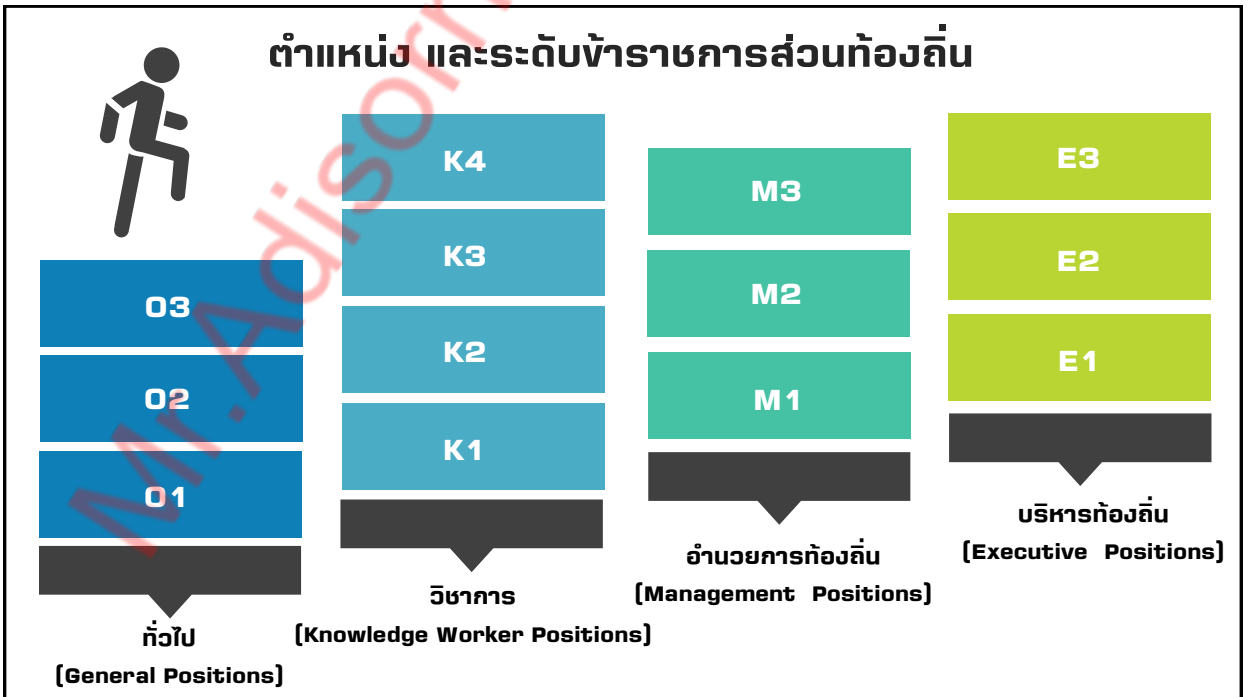 ตำแหน่ง และระดับข้าราชการส่วนท้องถิ่น
O3
O2
O1
ทั่วไป
(General Positions)
K4
K3
K2
K1
วิชาการ
(Knowledge Worker Positions)
M3
M2
M1
อำนวยการท้องถิ่น
(Management Positions)
E3
E2
E1
บริหารท้องถิ่น
(Executive Positions)
Mr.Adisorn